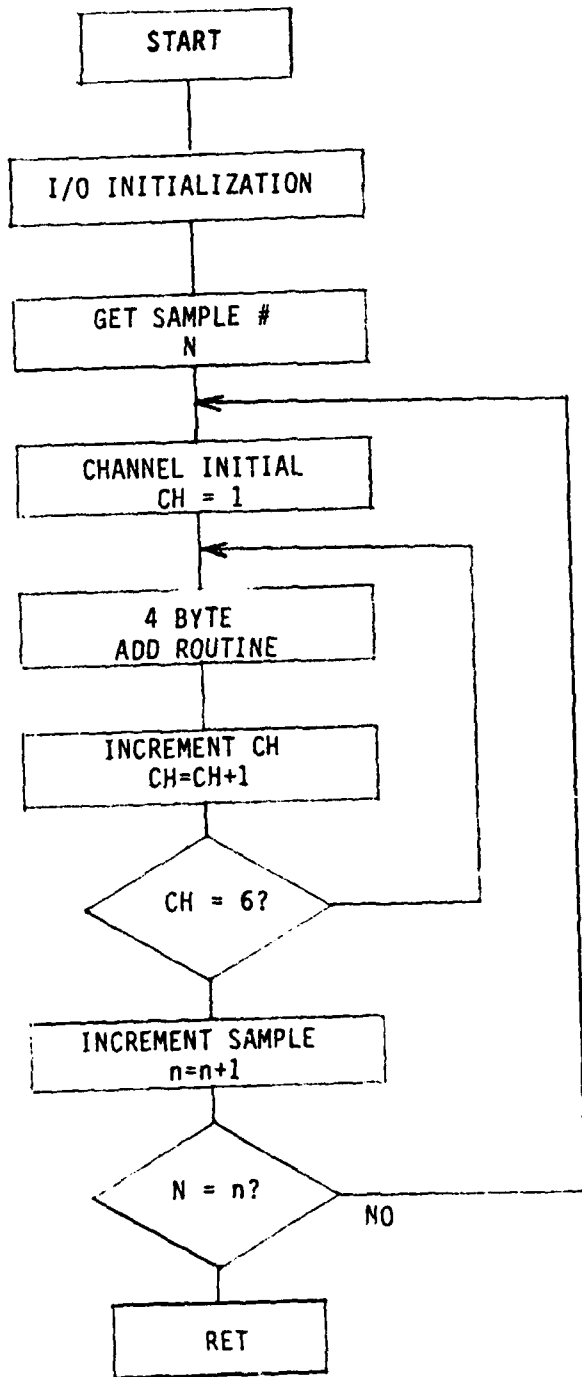 START
I/O INITIALIZATION
GET SAMPLE #
N
CHANNEL INITIAL
CH = 1
4 BYTE
ADD ROUTINE
INCREMENT CH
CH=CH+1
CH = 6?
INCREMENT SAMPLE
n=n+1
N = n?
NO
RET